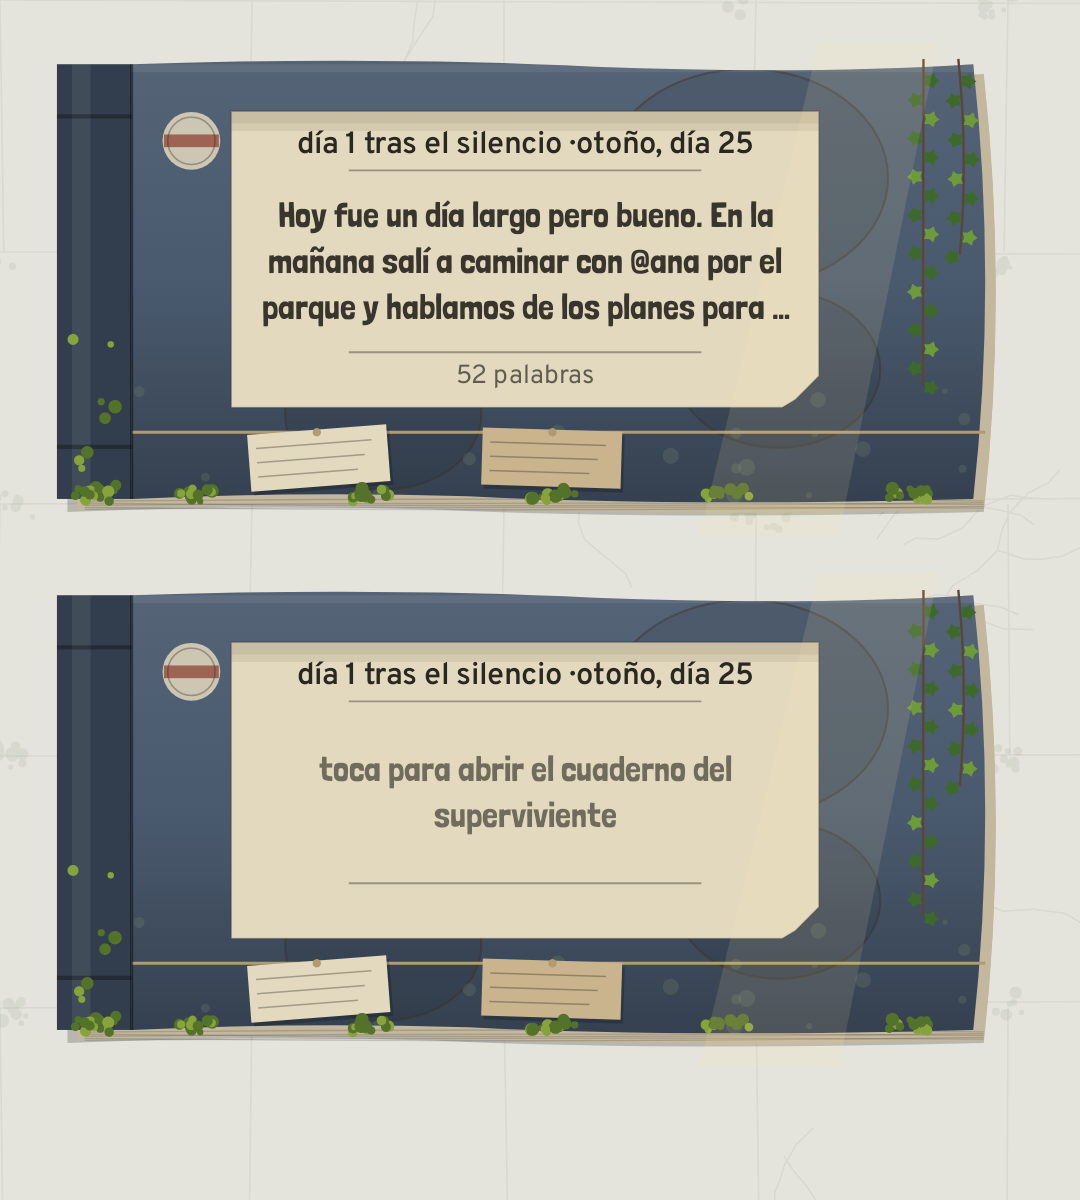 día 1 tras el silencio ·otoño, día 25
Hoy fue un día largo pero bueno. En la
mañana salí a caminar con @ana por el
parque y hablamos de los planes para ...
52 palabras
día 1 tras el silencio ·otoño, día 25
toca para abrir el cuaderno del
superviviente